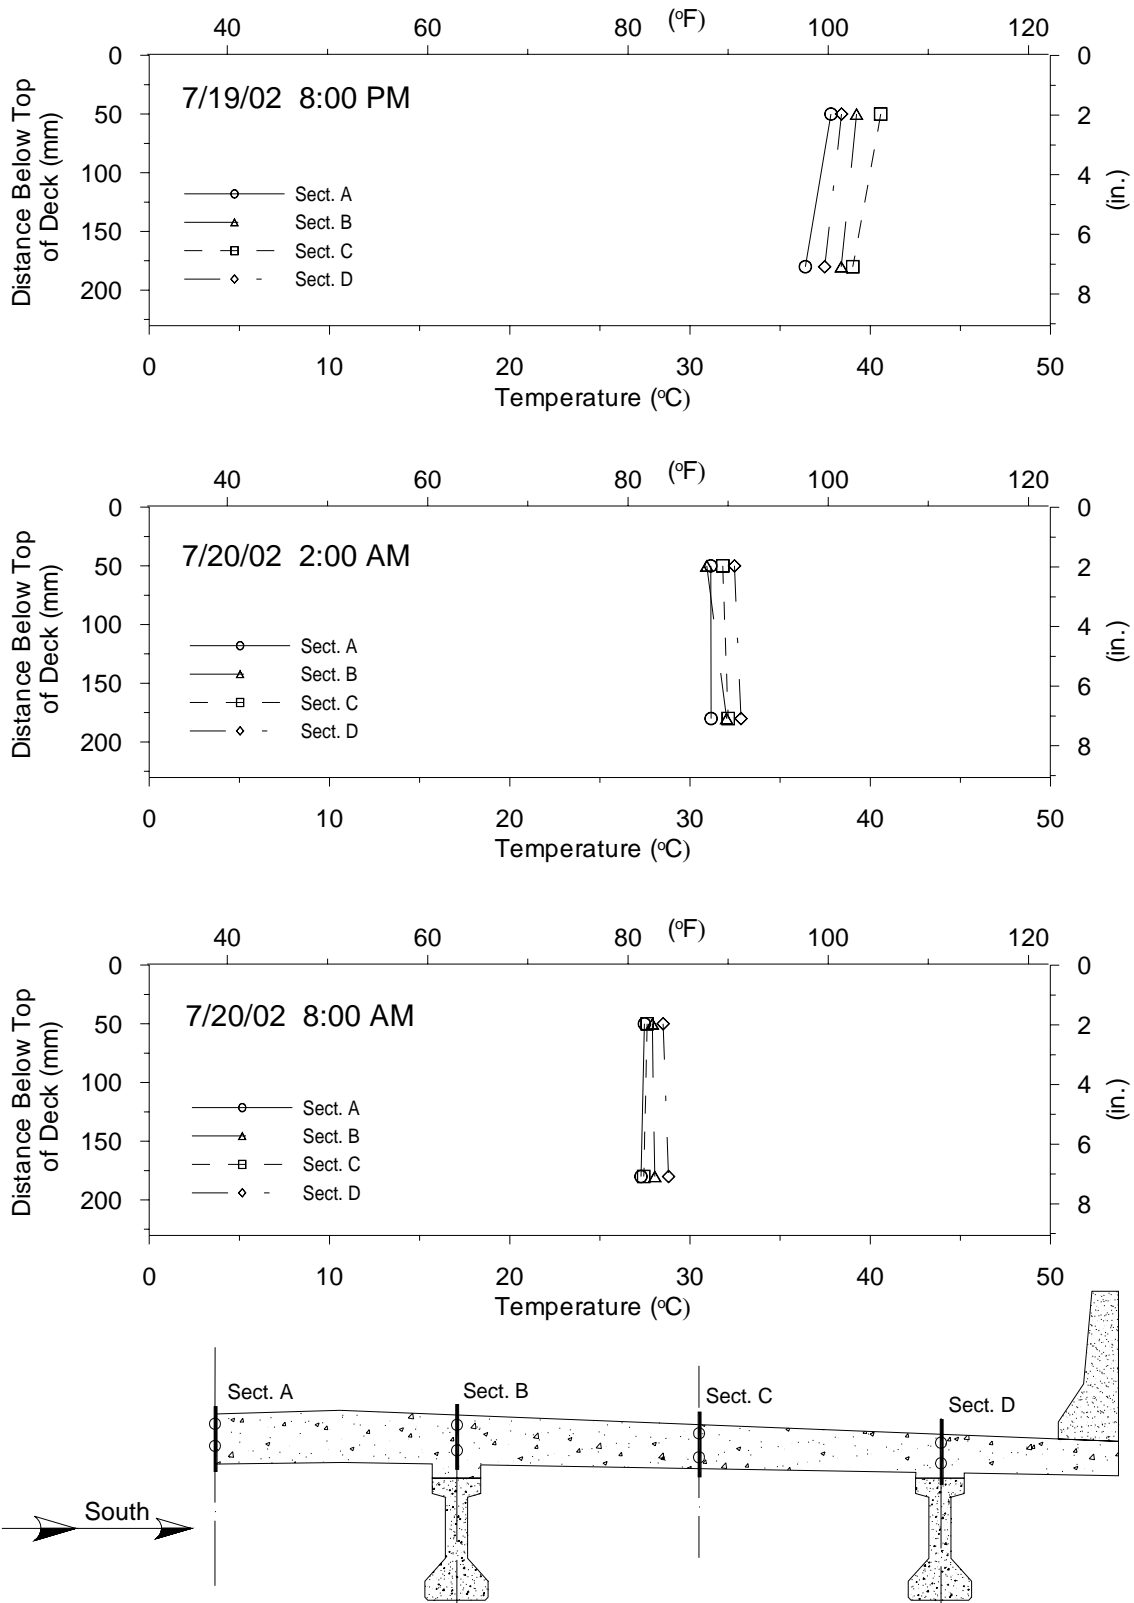 40 60 80 (°F) 100 120
0 0
7/19/02 8:00 PM
50 2
100 4
150 6
200 8
Distance Below Top
of Deck (mm)
(in.)
Sect. A
Sect. B
Sect. C
Sect. D
0 10 20 30 40 50
Temperature (°C)
40 60 80 (°F) 100 120
0 0
7/20/02 2:00 AM
50 2
100 4
150 6
200 8
Distance Below Top
of Deck (mm)
(in.)
Sect. A
Sect. B
Sect. C
Sect. D
0 10 20 30 40 50
Temperature (°C)
40 60 80 (°F) 100 120
0 0
7/20/02 8:00 AM
50 2
100 4
150 6
200 8
Distance Below Top
of Deck (mm)
(in.)
Sect. A
Sect. B
Sect. C
Sect. D
0 10 20 30 40 50
Temperature (°C)
Sect. A Sect. B Sect. C Sect. D
South